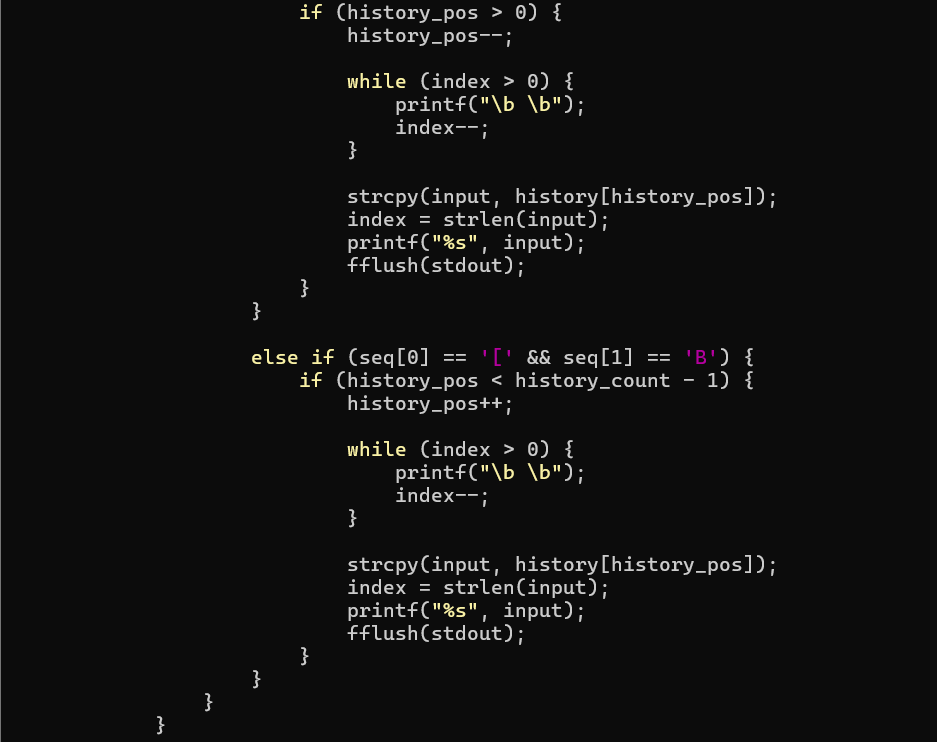 if (history_pos > 0) {
history_pos--;
while (index > 0) {
printf("\b \b");
index--;
}
strcpy(input, history[history_pos]);
index = strlen(input);
printf("%s", input);
fflush(stdout);
}
}
else if (seq[0] == '[' && seq[1] == 'B') {
if (history_pos < history_count - 1) {
history_pos++;
while (index > 0) {
printf("\b \b");
index--;
}
strcpy(input, history[history_pos]);
index = strlen(input);
printf("%s", input);
fflush(stdout);
}
}
}
}